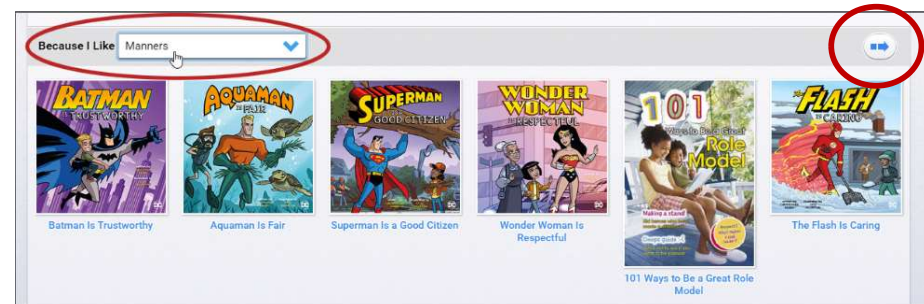 Because I Like Manners
BATMAN
IS TRUSTWORTHY
AQUAMAN
IS FAIR
SUPERMAN
IS A
GOOD CITIZEN
WONDER
WOMAN
IS RESPECTFUL
101
Ways to Be a Great
Role
Model
Making a stand!
THE FLASH
IS CARING
Batman Is Trustworthy
Aquaman Is Fair
Superman Is a Good Citizen
Wonder Woman Is
Respectful
101 Ways to Be a Great Role
Model
The Flash Is Caring